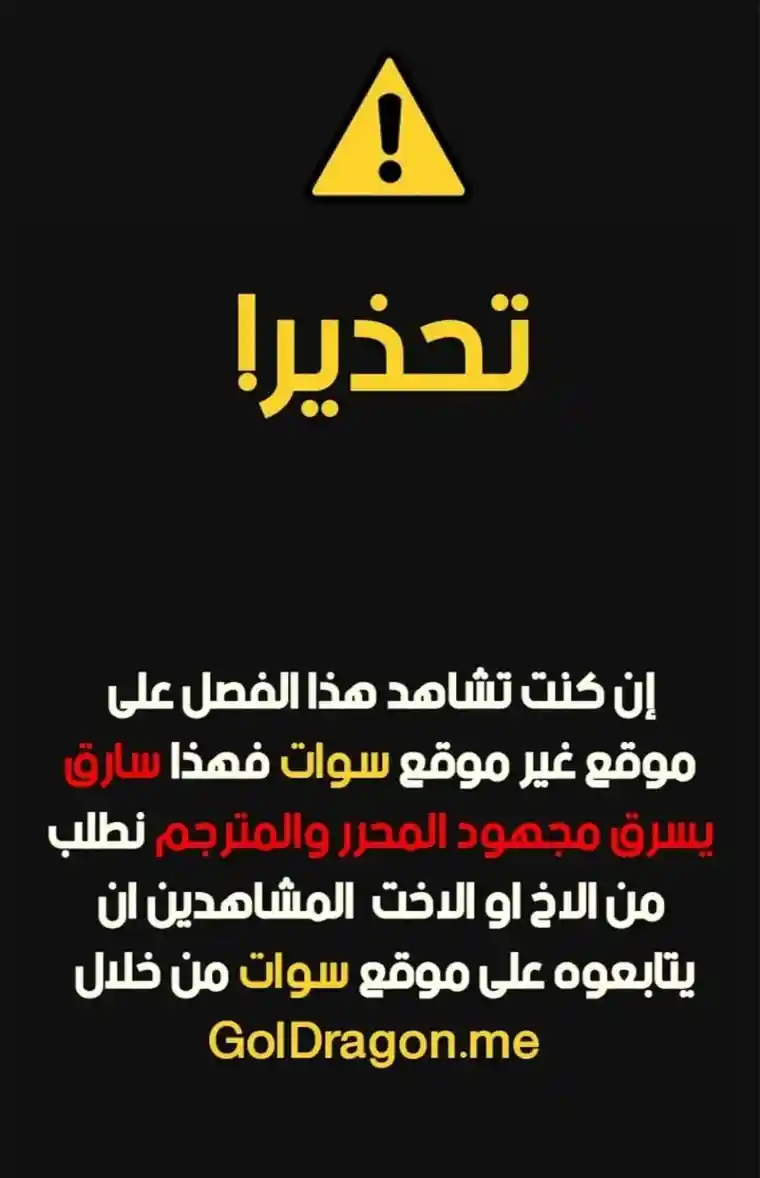 تحذير!
إن كنت تشاهد هذا الفصل على
موقع غير موقع سوات فهذا سارق
يسرق مجهود المحرر والمترجم نطلب
من الاخ او الاخت المشاهدين ان
يتابعوه على موقع سوات من خلال
GolDragon.me